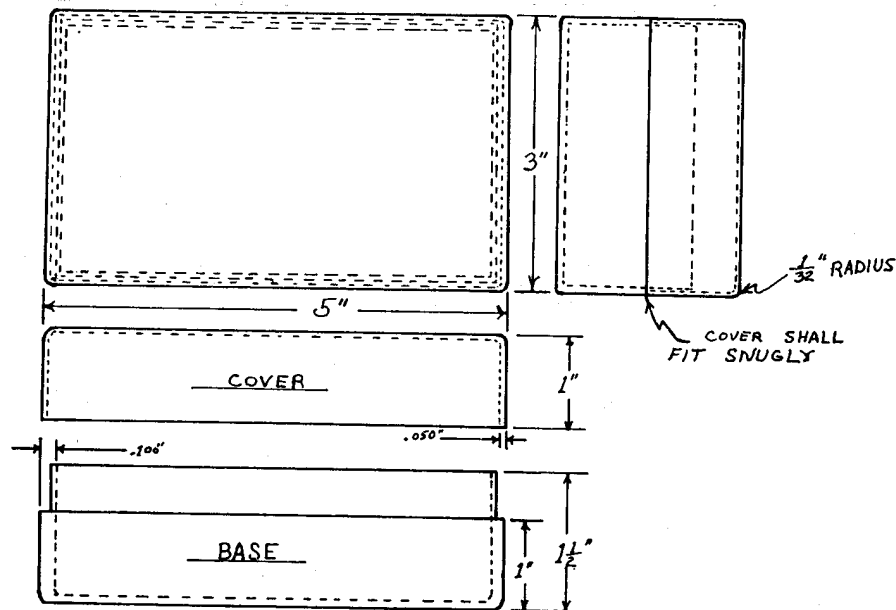 3"
1/32" RADIUS
5"
COVER SHALL
FIT SNUGLY
COVER
1"
.050"
.100"
BASE
1"
1 1/2"